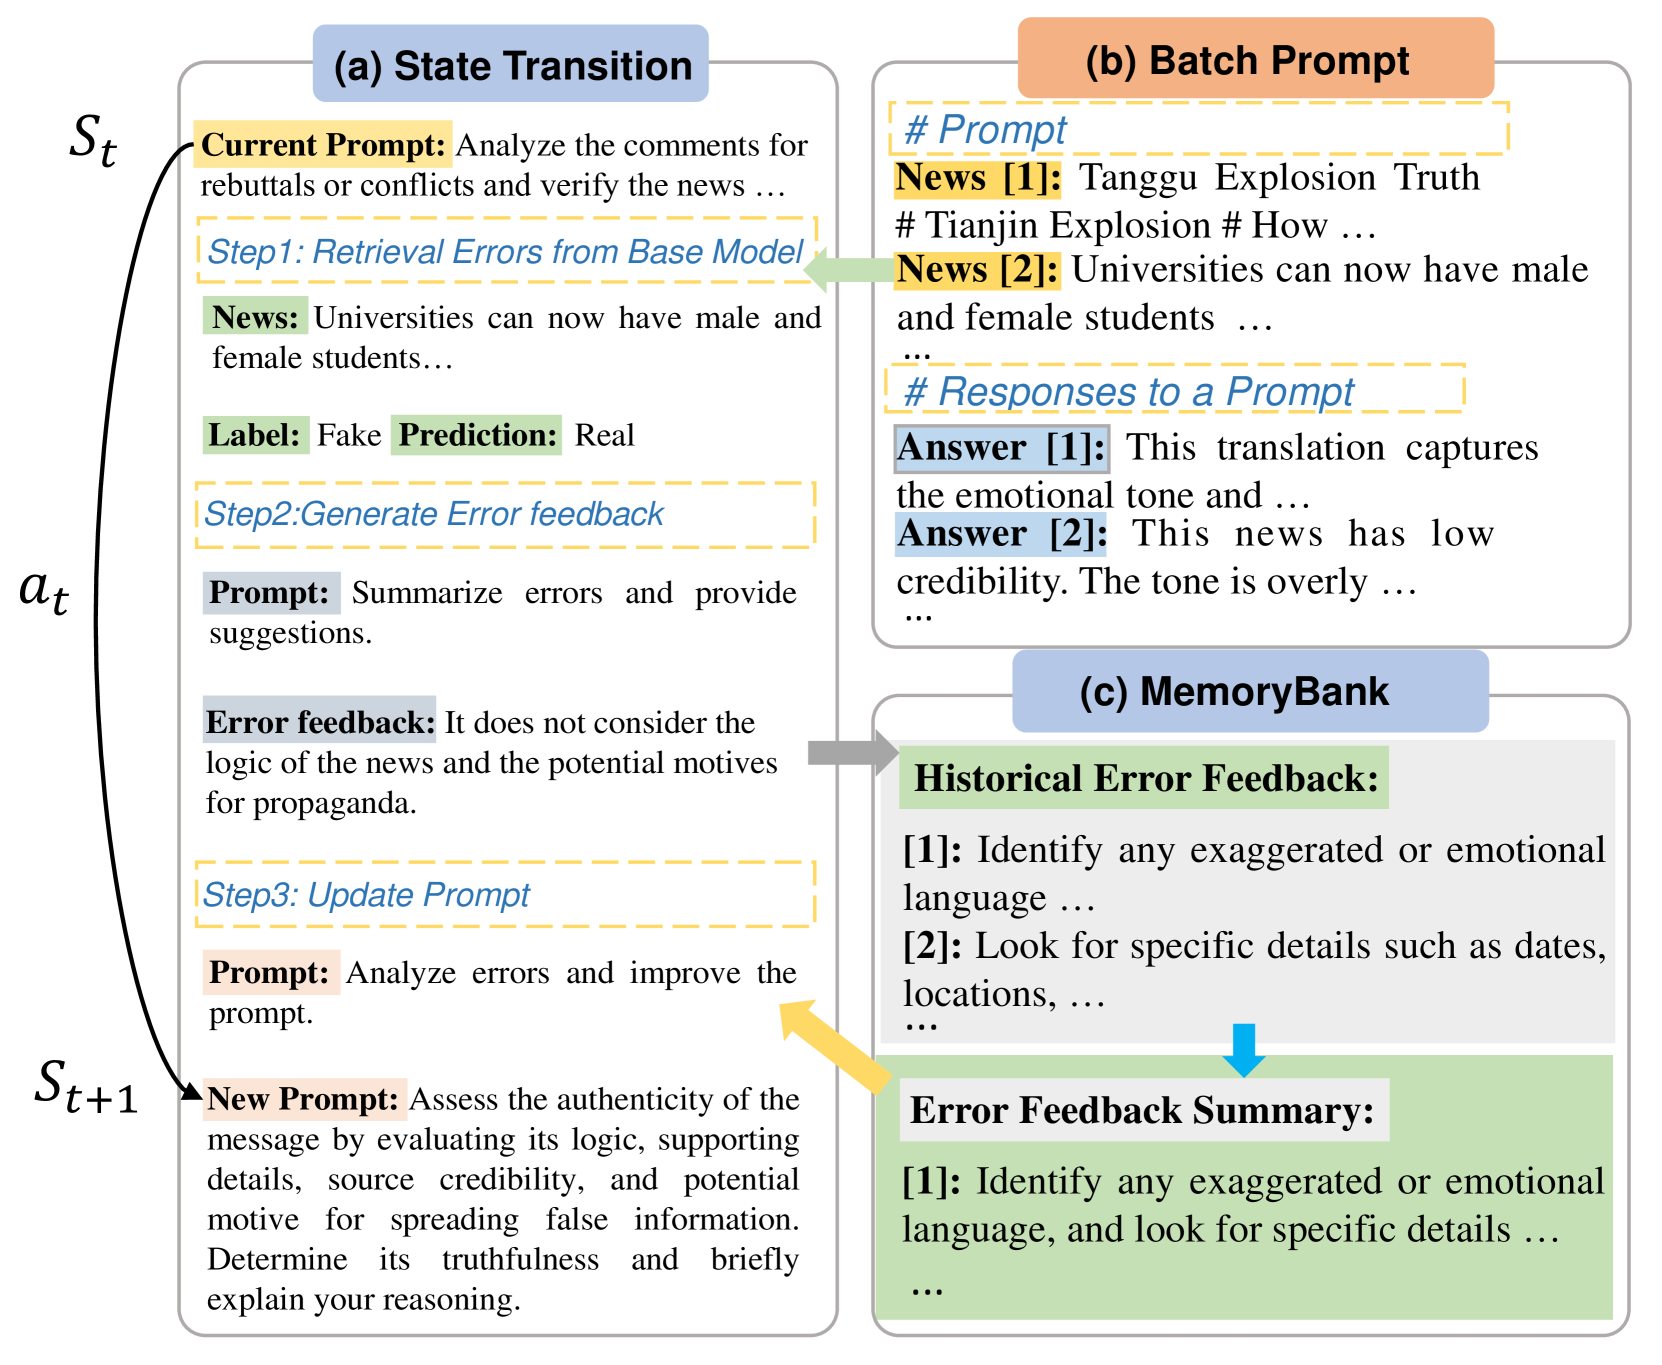 (a) State Transition
S_t
Current Prompt: Analyze the comments for
rebuttals or conflicts and verify the news …
Step1: Retrieval Errors from Base Model
News: Universities can now have male and
female students…
Label: Fake Prediction: Real
Step2:Generate Error feedback
a_t
Prompt: Summarize errors and provide
suggestions.
Error feedback: It does not consider the
logic of the news and the potential motives
for propaganda.
Step3: Update Prompt
Prompt: Analyze errors and improve the
prompt.
S_{t+1}
New Prompt: Assess the authenticity of the
message by evaluating its logic, supporting
details, source credibility, and potential
motive for spreading false information.
Determine its truthfulness and briefly
explain your reasoning.
(b) Batch Prompt
# Prompt
News [1]: Tanggu Explosion Truth
# Tianjin Explosion # How …
News [2]: Universities can now have male
and female students …
...
# Responses to a Prompt
Answer [1]: This translation captures
the emotional tone and …
Answer [2]: This news has low
credibility. The tone is overly …
...
(c) MemoryBank
Historical Error Feedback:
[1]: Identify any exaggerated or emotional
language …
[2]: Look for specific details such as dates,
locations, …
...
Error Feedback Summary:
[1]: Identify any exaggerated or emotional
language, and look for specific details …
...